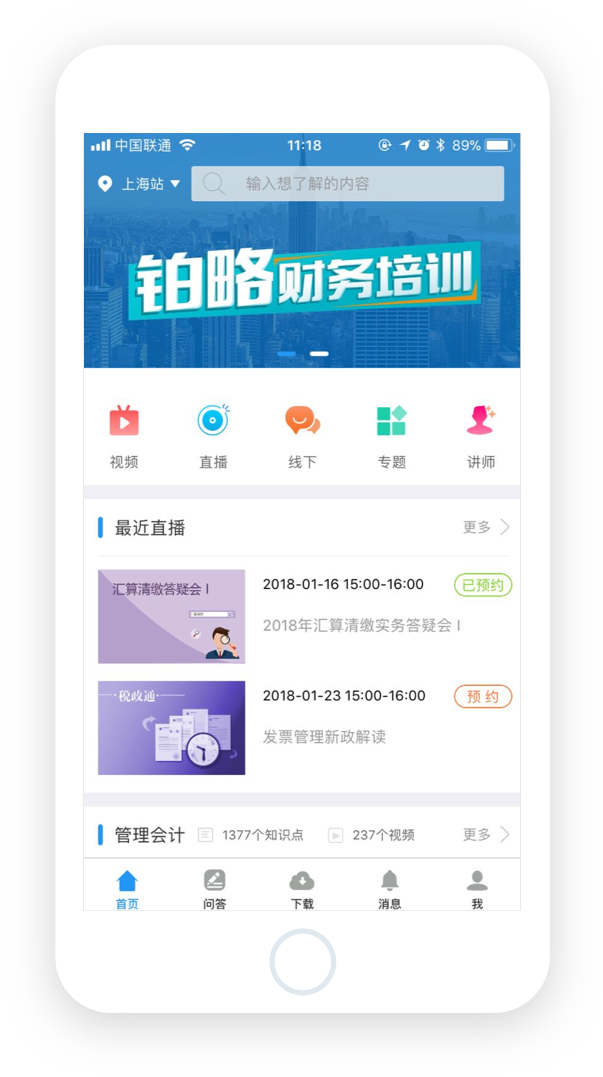 中国联通 11:18 89%
上海站 输入想了解的内容
铂略财务培训
视频 直播 线下 专题 讲师
最近直播 更多
汇算清缴答疑会 I
2018-01-16 15:00-16:00 已预约
2018年汇算清缴实务答疑会 I
税政通
2018-01-23 15:00-16:00 预 约
发票管理新政解读
管理会计 1377个知识点 237个视频 更多
首页 问答 下载 消息 我